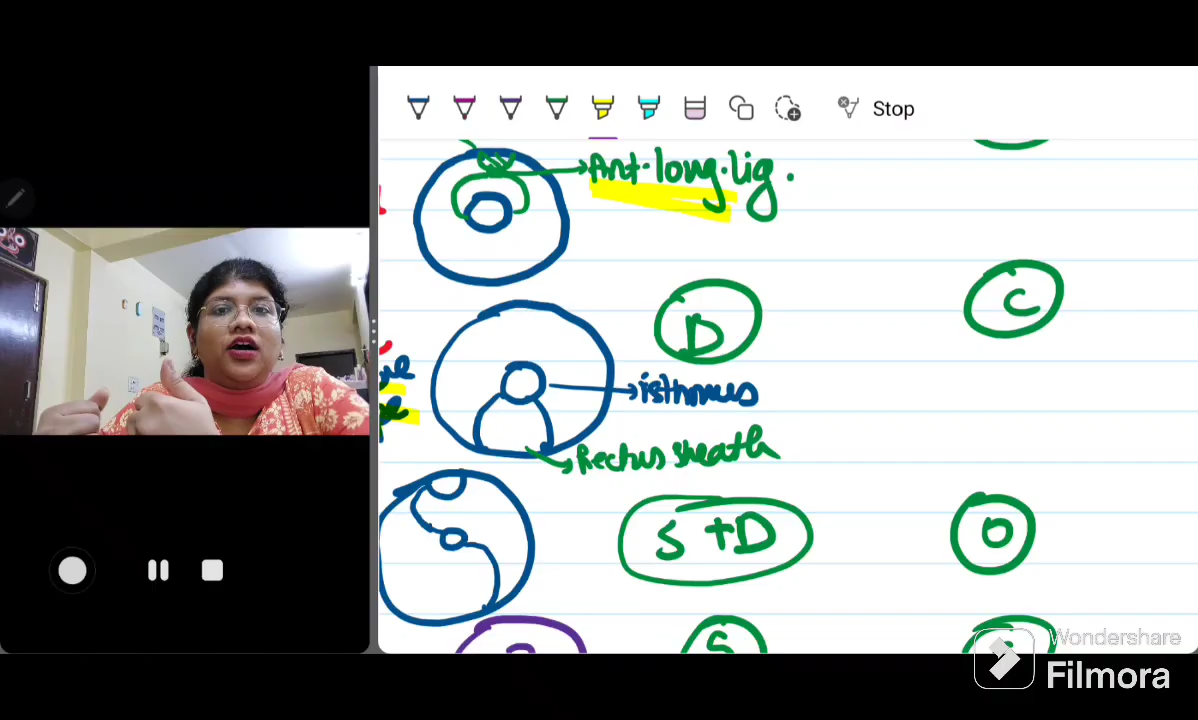 Stop
Ant. long. lig.
D
C
isthmus
Rectus sheath
S + D
O
S
Wondershare
Filmora